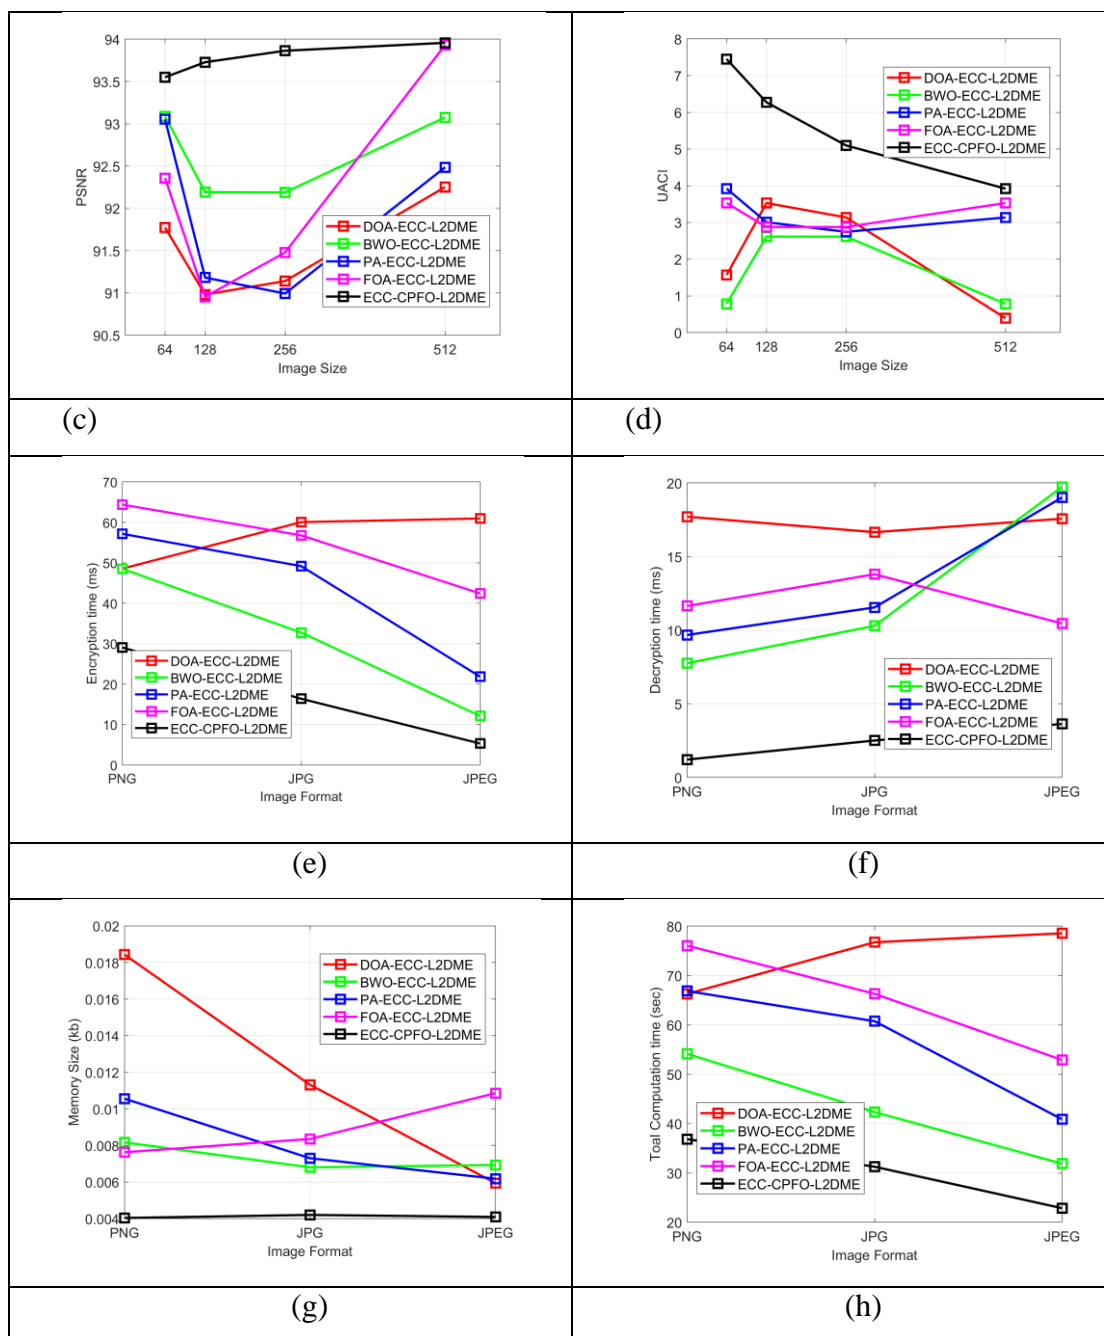 94
93.5
93
92.5
92
91.5
91
90.5
PSNR
DOA-ECC-L2DME
BWO-ECC-L2DME
PA-ECC-L2DME
FOA-ECC-L2DME
ECC-CPFO-L2DME
64 128 256 512
Image Size
(c)
8
7
6
5
4
3
2
1
0
UACI
DOA-ECC-L2DME
BWO-ECC-L2DME
PA-ECC-L2DME
FOA-ECC-L2DME
ECC-CPFO-L2DME
64 128 256 512
Image Size
(d)
70
60
50
40
30
20
10
0
Encryption time (ms)
DOA-ECC-L2DME
BWO-ECC-L2DME
PA-ECC-L2DME
FOA-ECC-L2DME
ECC-CPFO-L2DME
PNG JPG JPEG
Image Format
(e)
20
15
10
5
0
Decryption time (ms)
DOA-ECC-L2DME
BWO-ECC-L2DME
PA-ECC-L2DME
FOA-ECC-L2DME
ECC-CPFO-L2DME
PNG JPG JPEG
Image Format
(f)
0.02
0.018
0.016
0.014
0.012
0.01
0.008
0.006
0.004
Memory Size (kb)
DOA-ECC-L2DME
BWO-ECC-L2DME
PA-ECC-L2DME
FOA-ECC-L2DME
ECC-CPFO-L2DME
PNG JPG JPEG
Image Format
(g)
80
70
60
50
40
30
20
Toal Computation time (sec)
DOA-ECC-L2DME
BWO-ECC-L2DME
PA-ECC-L2DME
FOA-ECC-L2DME
ECC-CPFO-L2DME
PNG JPG JPEG
Image Format
(h)